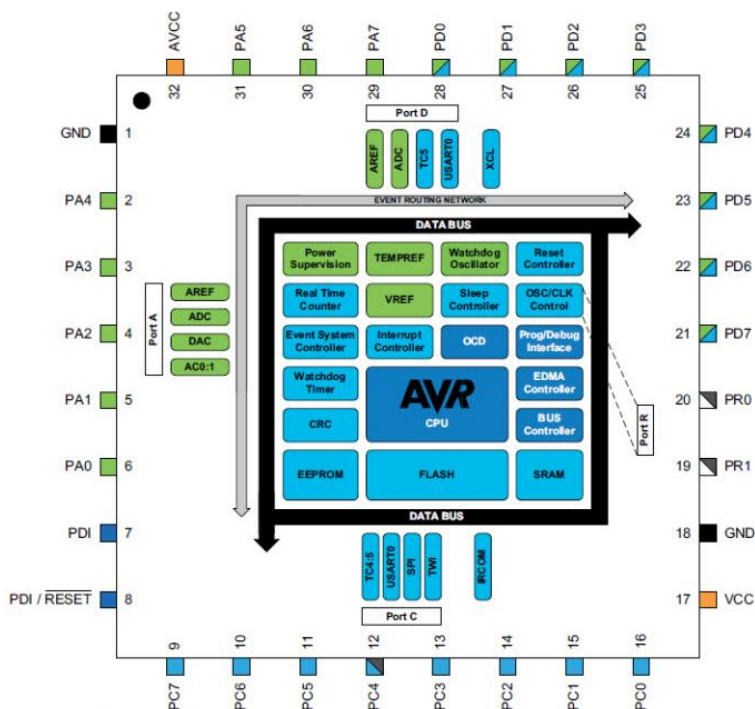 AVCC
PA5
PA6
PA7
PD0
PD1
PD2
PD3
32
31
30
29
28
27
26
25
GND 1
PA4 2
PA3 3
PA2 4
PA1 5
PA0 6
PDI 7
PDI / RESET 8
24 PD4
23 PD5
22 PD6
21 PD7
20 PR0
19 PR1
18 GND
17 VCC
Port D
AREF
ADC
TC5
USART0
XCL
EVENT ROUTING NETWORK
DATA BUS
Port A
AREF
ADC
DAC
AC0:1
Power
Supervision
TEMPREF
Watchdog
Oscillator
Reset
Controller
Real Time
Counter
VREF
Sleep
Controller
OSC/CLK
Control
Event System
Controller
Interrupt
Controller
OCD
Prog/Debug
Interface
Watchdog
Timer
AVR
CPU
EDMA
Controller
CRC
BUS
Controller
EEPROM
FLASH
SRAM
Port R
DATA BUS
TC4:5
USART0
SPI
TWI
IRCOM
Port C
9
10
11
12
13
14
15
16
PC7
PC6
PC5
PC4
PC3
PC2
PC1
PC0